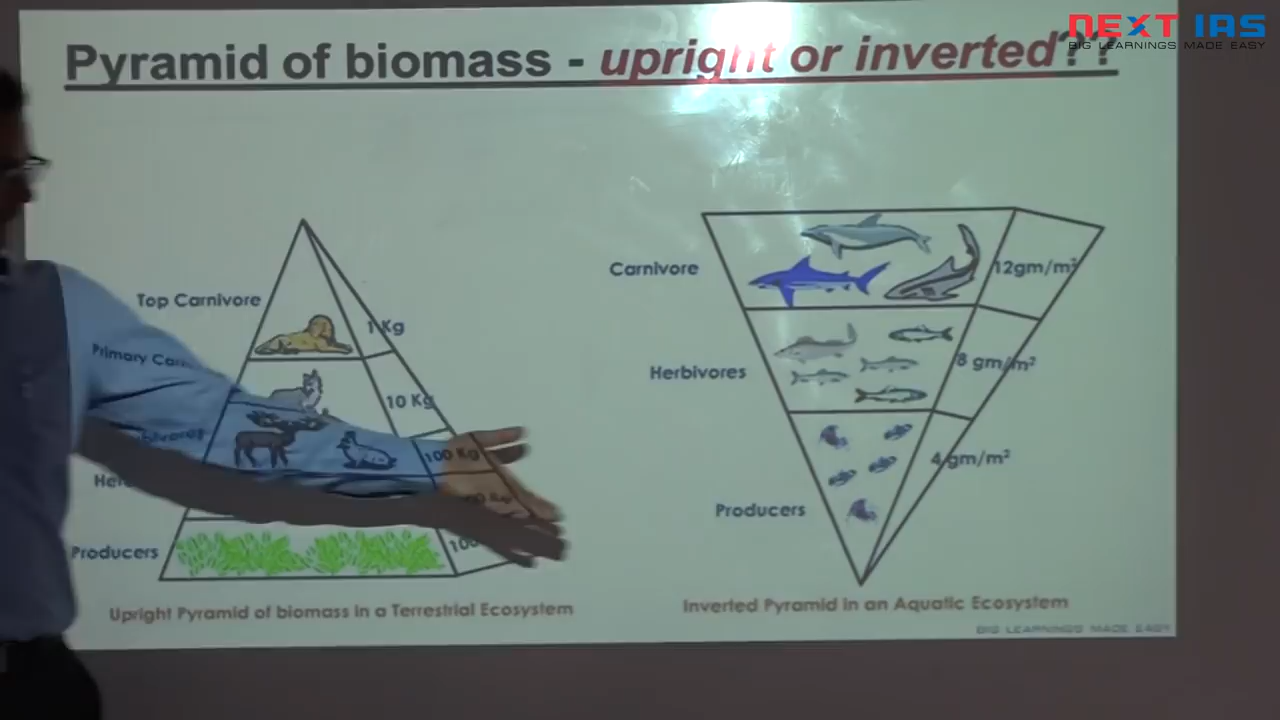 NEXT IAS
BIG LEARNINGS MADE EASY
Pyramid of biomass - upright or inverted??
Top Carnivore
1 Kg
Primary
10 Kg
100 Kg
Producers
Upright Pyramid of biomass in a Terrestrial Ecosystem
Carnivore
12gm/m²
Herbivores
8 gm/m²
4 gm/m²
Producers
Inverted Pyramid in an Aquatic Ecosystem
BIG LEARNINGS MADE EASY